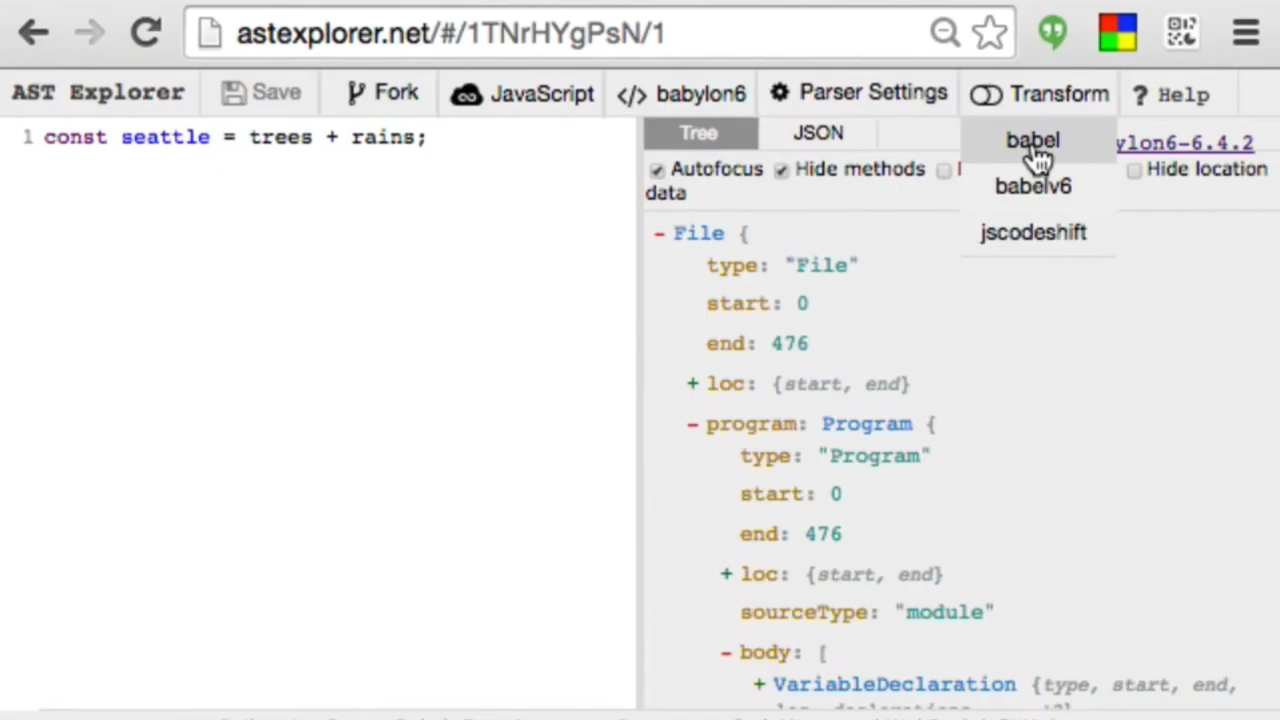 astexplorer.net/#/1TNrHYgPsN/1
AST Explorer Save Fork JavaScript </> babylon6 Parser Settings Transform ? Help
1 const seattle = trees + rains;
Tree JSON
babel
ylon6-6.4.2
babelv6
jscodeshift
Autofocus Hide methods Hide location
data
- File {
type: "File"
start: 0
end: 476
+ loc: {start, end}
- program: Program {
type: "Program"
start: 0
end: 476
+ loc: {start, end}
sourceType: "module"
- body: [
+ VariableDeclaration {type, start, end,